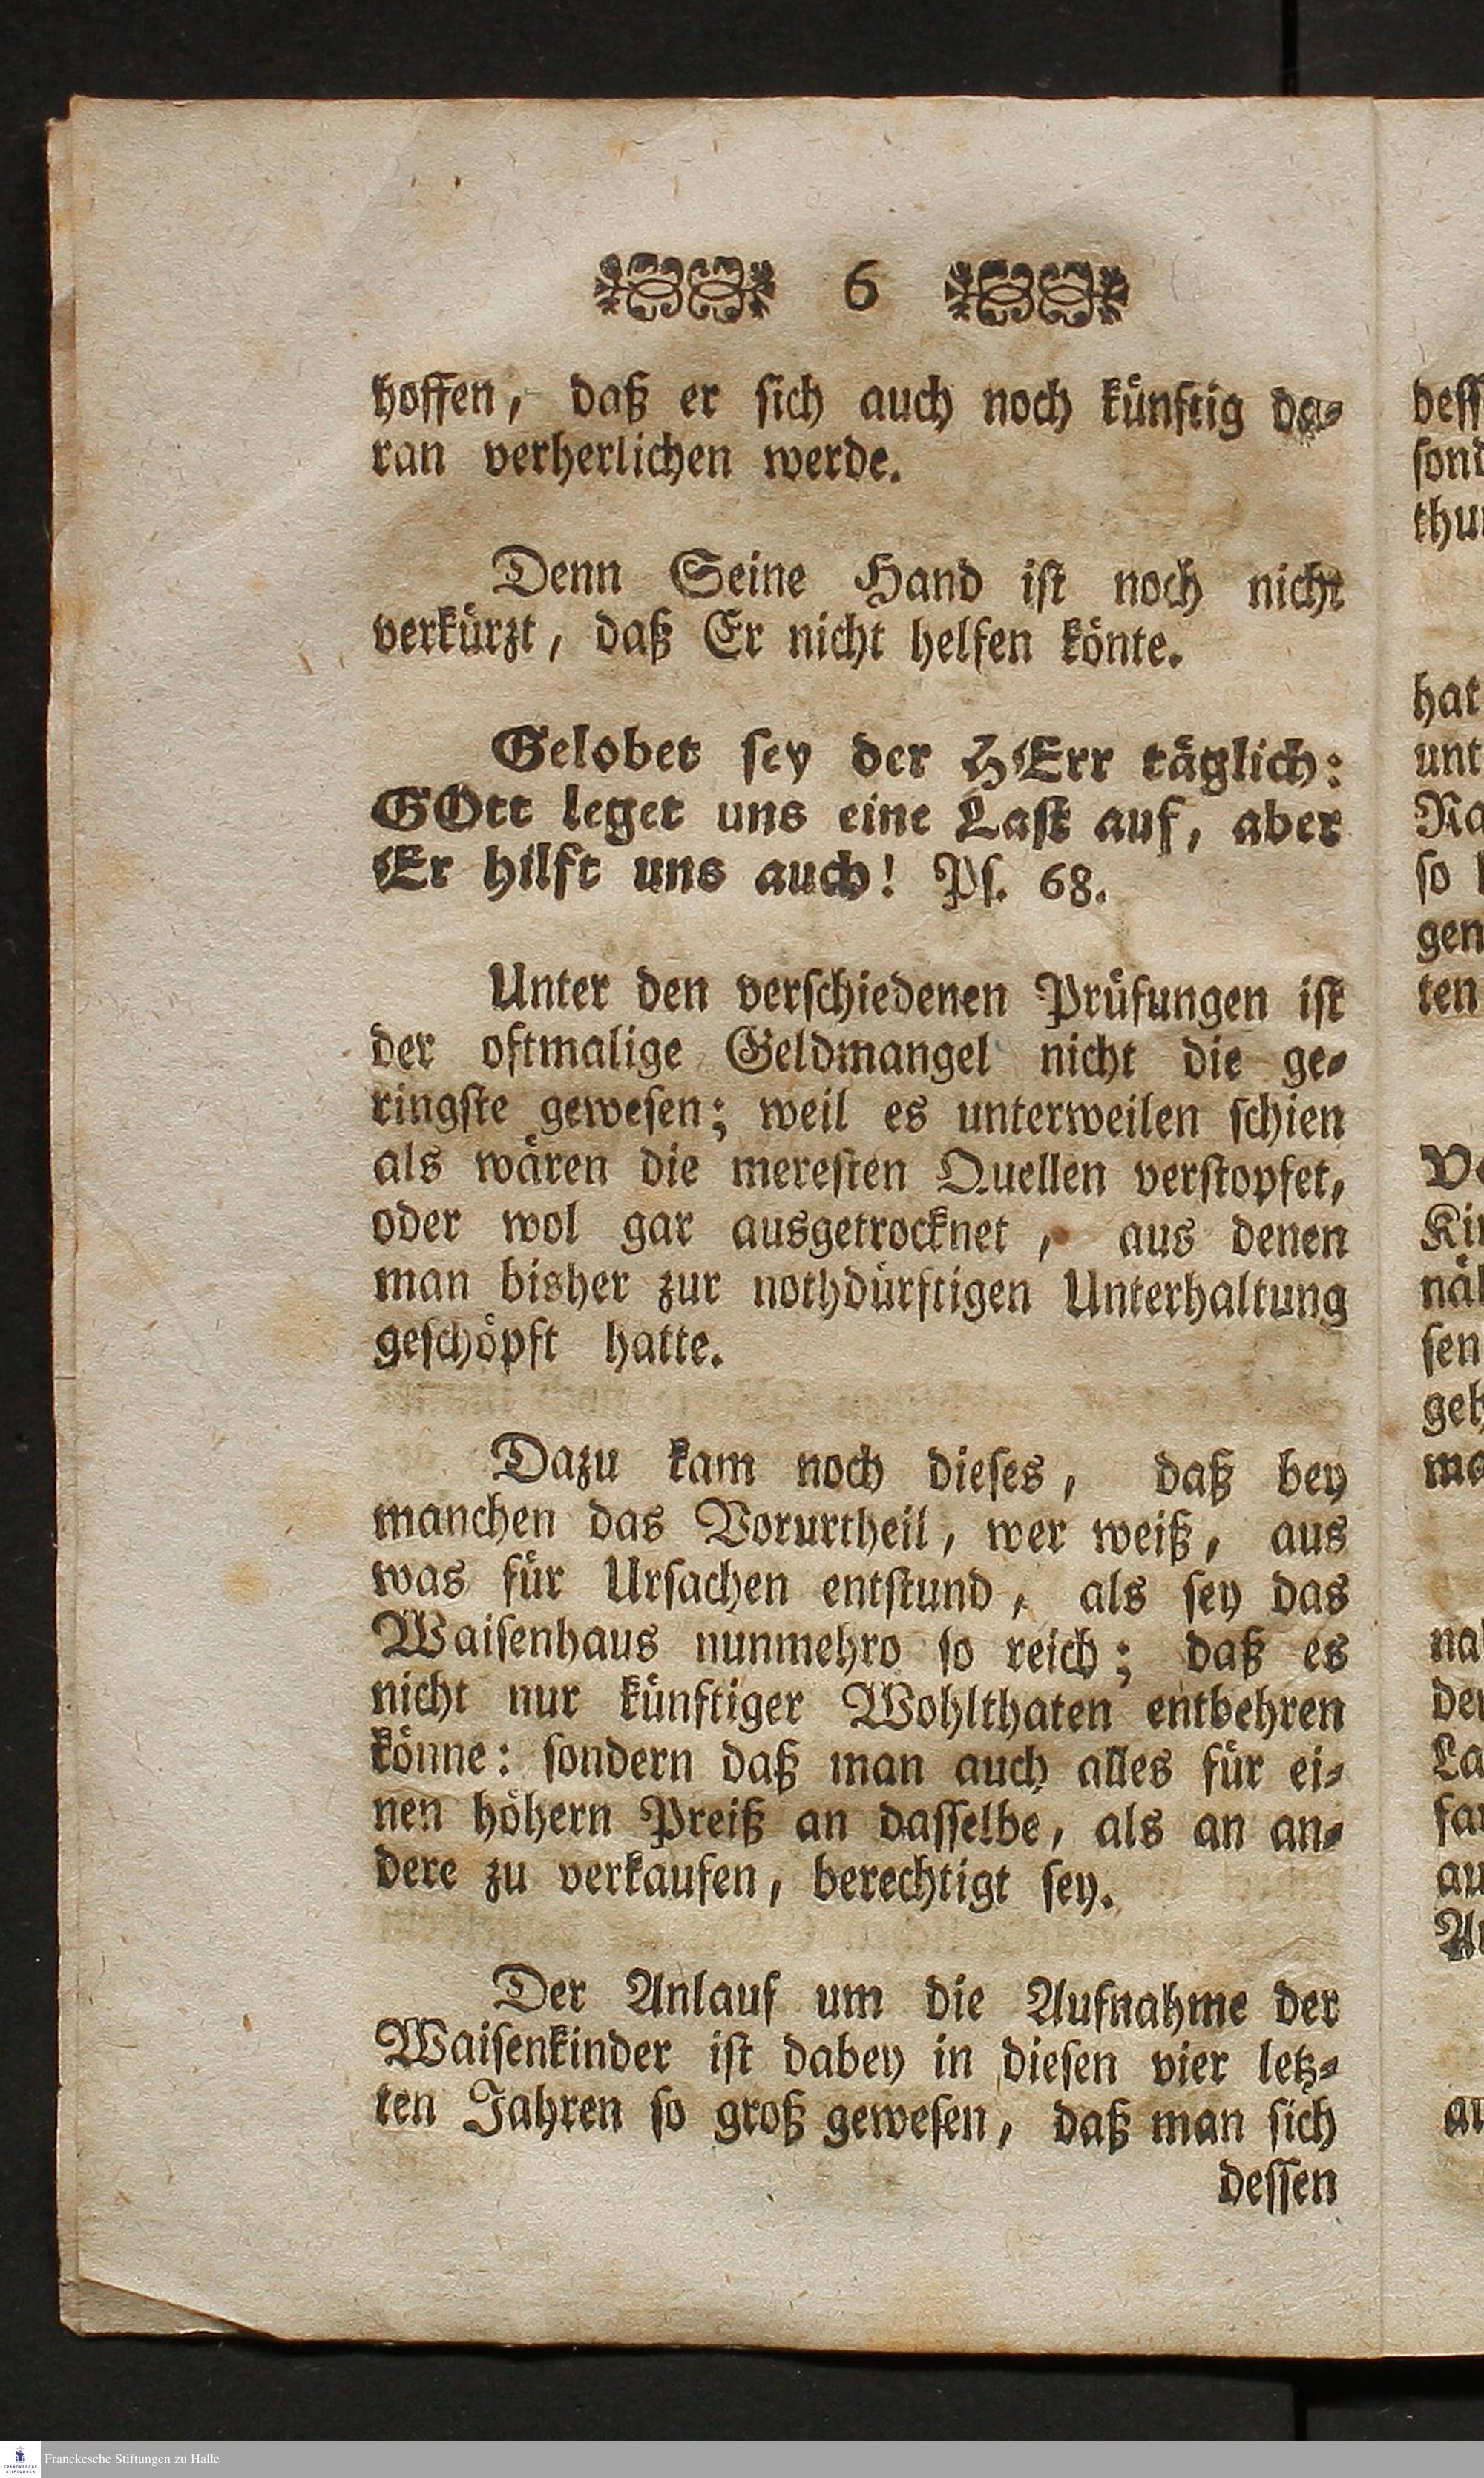 6
hoffen, daß er sich auch noch künftig da-
ran verherlichen werde.
Denn Seine Hand ist noch nicht
verkürzt, daß Er nicht helfen könte.
Gelobet sey der HErr täglich:
GOtt leget uns eine Last auf, aber
Er hilft uns auch! Ps. 68.
Unter den verschiedenen Prüfungen ist
der oftmalige Geldmangel nicht die ge-
ringste gewesen; weil es unterweilen schien
als wären die meresten Quellen verstopfet,
oder wol gar ausgetrocknet, aus denen
man bisher zur nothdürftigen Unterhaltung
geschöpft hatte.
Dazu kam noch dieses, daß bey
manchen das Vorurtheil, wer weiß, aus
was für Ursachen entstund, als sey das
Waisenhaus nunmehro so reich; daß es
nicht nur künftiger Wohlthaten entbehren
könne: sondern daß man auch alles für ei-
nen höhern Preiß an dasselbe, als an an-
dere zu verkaufen, berechtigt sey.
Der Anlauf um die Aufnahme der
Waisenkinder ist dabey in diesen vier letz-
ten Jahren so groß gewesen, daß man sich
dessen
Franckesche Stiftungen zu Halle